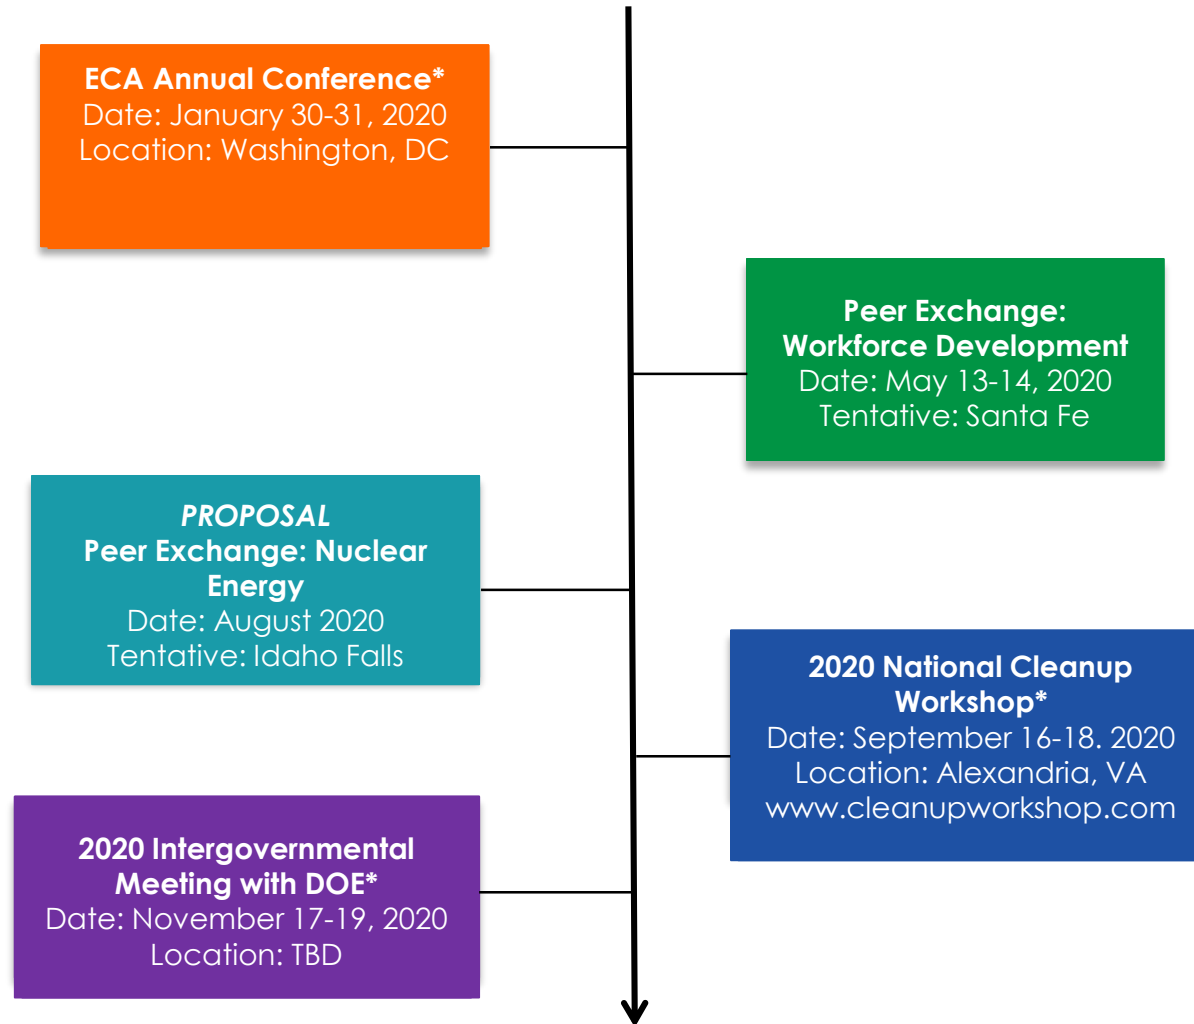 ECA Annual Conference*
Date: January 30-31, 2020
Location: Washington, DC
Peer Exchange:
Workforce Development
Date: May 13-14, 2020
Tentative: Santa Fe
PROPOSAL
Peer Exchange: Nuclear
Energy
Date: August 2020
Tentative: Idaho Falls
2020 National Cleanup
Workshop*
Date: September 16-18. 2020
Location: Alexandria, VA
www.cleanupworkshop.com
2020 Intergovernmental
Meeting with DOE*
Date: November 17-19, 2020
Location: TBD